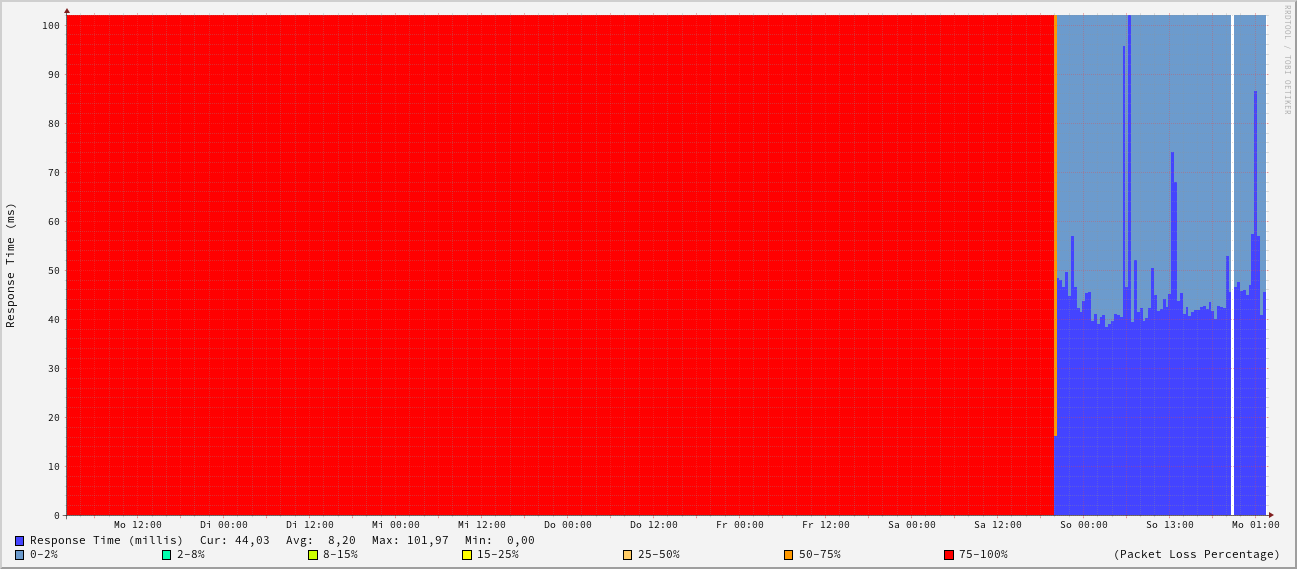 RRDTOOL / TOBI OETIKER
Response Time (ms)
100
90
80
70
60
50
40
30
20
10
0
Mo 12:00 Di 00:00 Di 12:00 Mi 00:00 Mi 12:00 Do 00:00 Do 12:00 Fr 00:00 Fr 12:00 Sa 00:00 Sa 12:00 So 00:00 So 13:00 Mo 01:00
Response Time (millis) Cur: 44,03 Avg: 8,20 Max: 101,97 Min: 0,00
0-2% 2-8% 8-15% 15-25% 25-50% 50-75% 75-100% (Packet Loss Percentage)